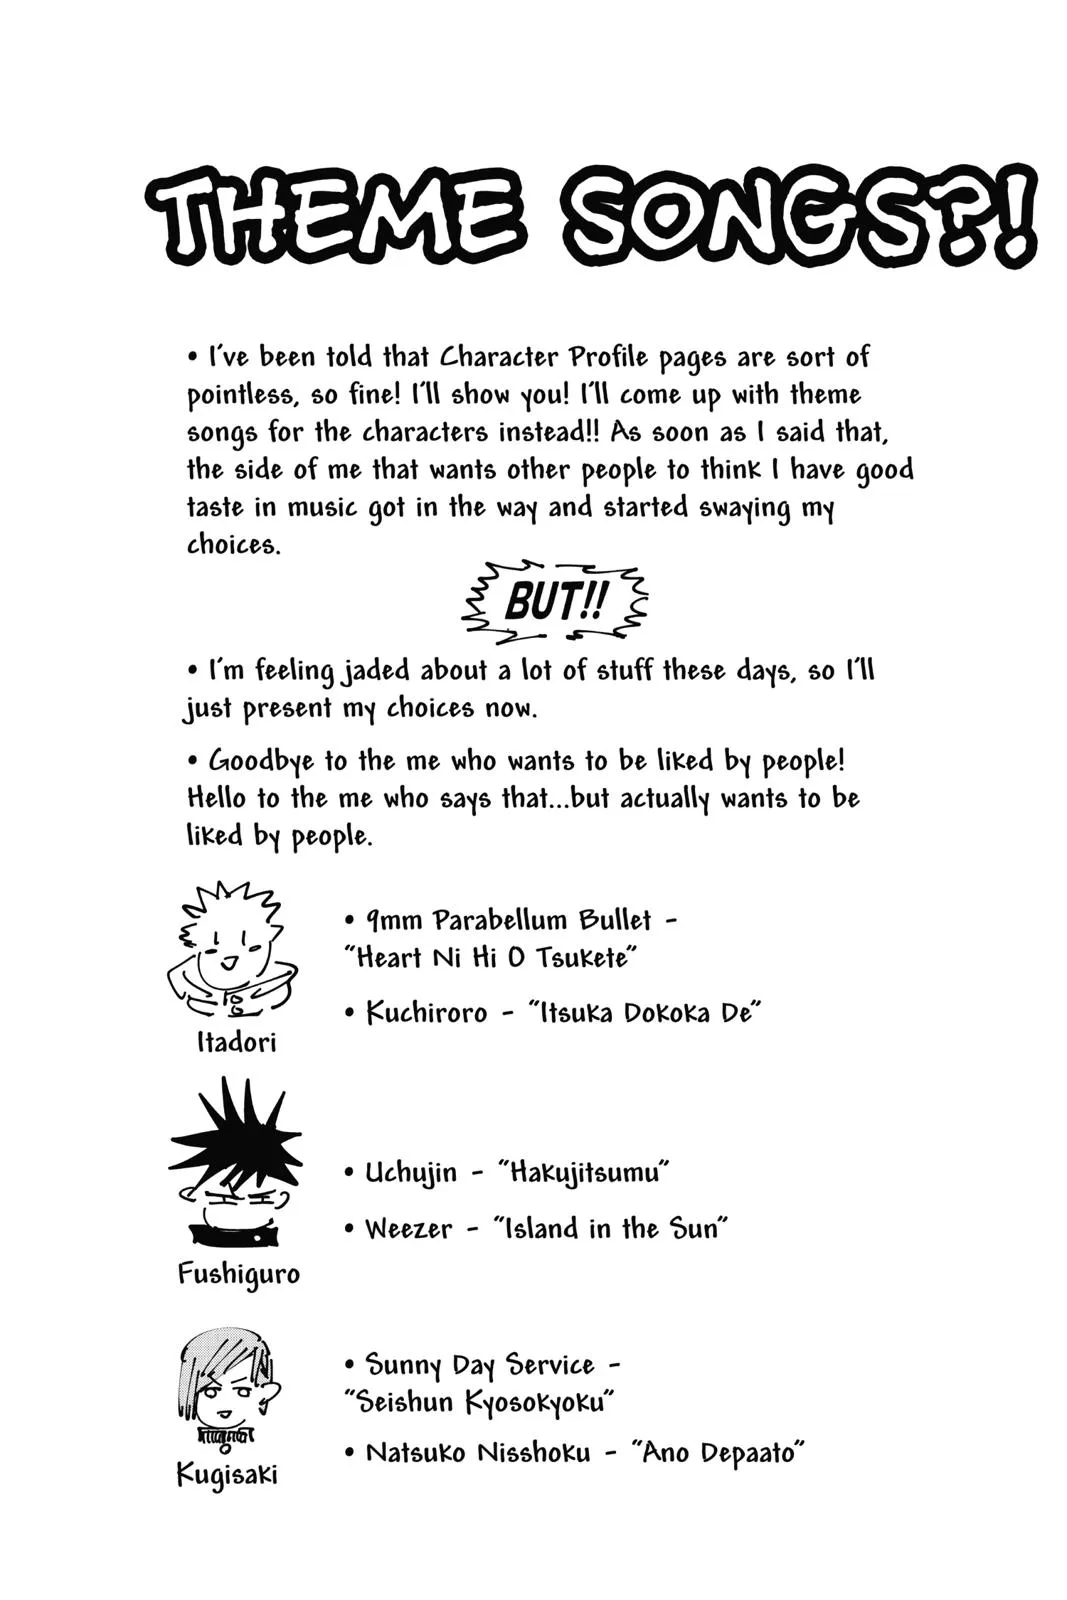 THEME SONGS?!
• I've been told that Character Profile pages are sort of
pointless, so fine! I'll show you! I'll come up with theme
songs for the characters instead!! As soon as I said that,
the side of me that wants other people to think I have good
taste in music got in the way and started swaying my
choices.
BUT!!
• I'm feeling jaded about a lot of stuff these days, so I'll
just present my choices now.
• Goodbye to the me who wants to be liked by people!
Hello to the me who says that...but actually wants to be
liked by people.
• 9mm Parabellum Bullet -
"Heart Ni Hi O Tsukete"
• Kuchiroro - "Itsuka Dokoka De"
Itadori
• Uchujin - "Hakujitsumu"
• Weezer - "Island in the Sun"
Fushiguro
• Sunny Day Service -
"Seishun Kyosokyoku"
• Natsuko Nisshoku - "Ano Depaato"
Kugisaki